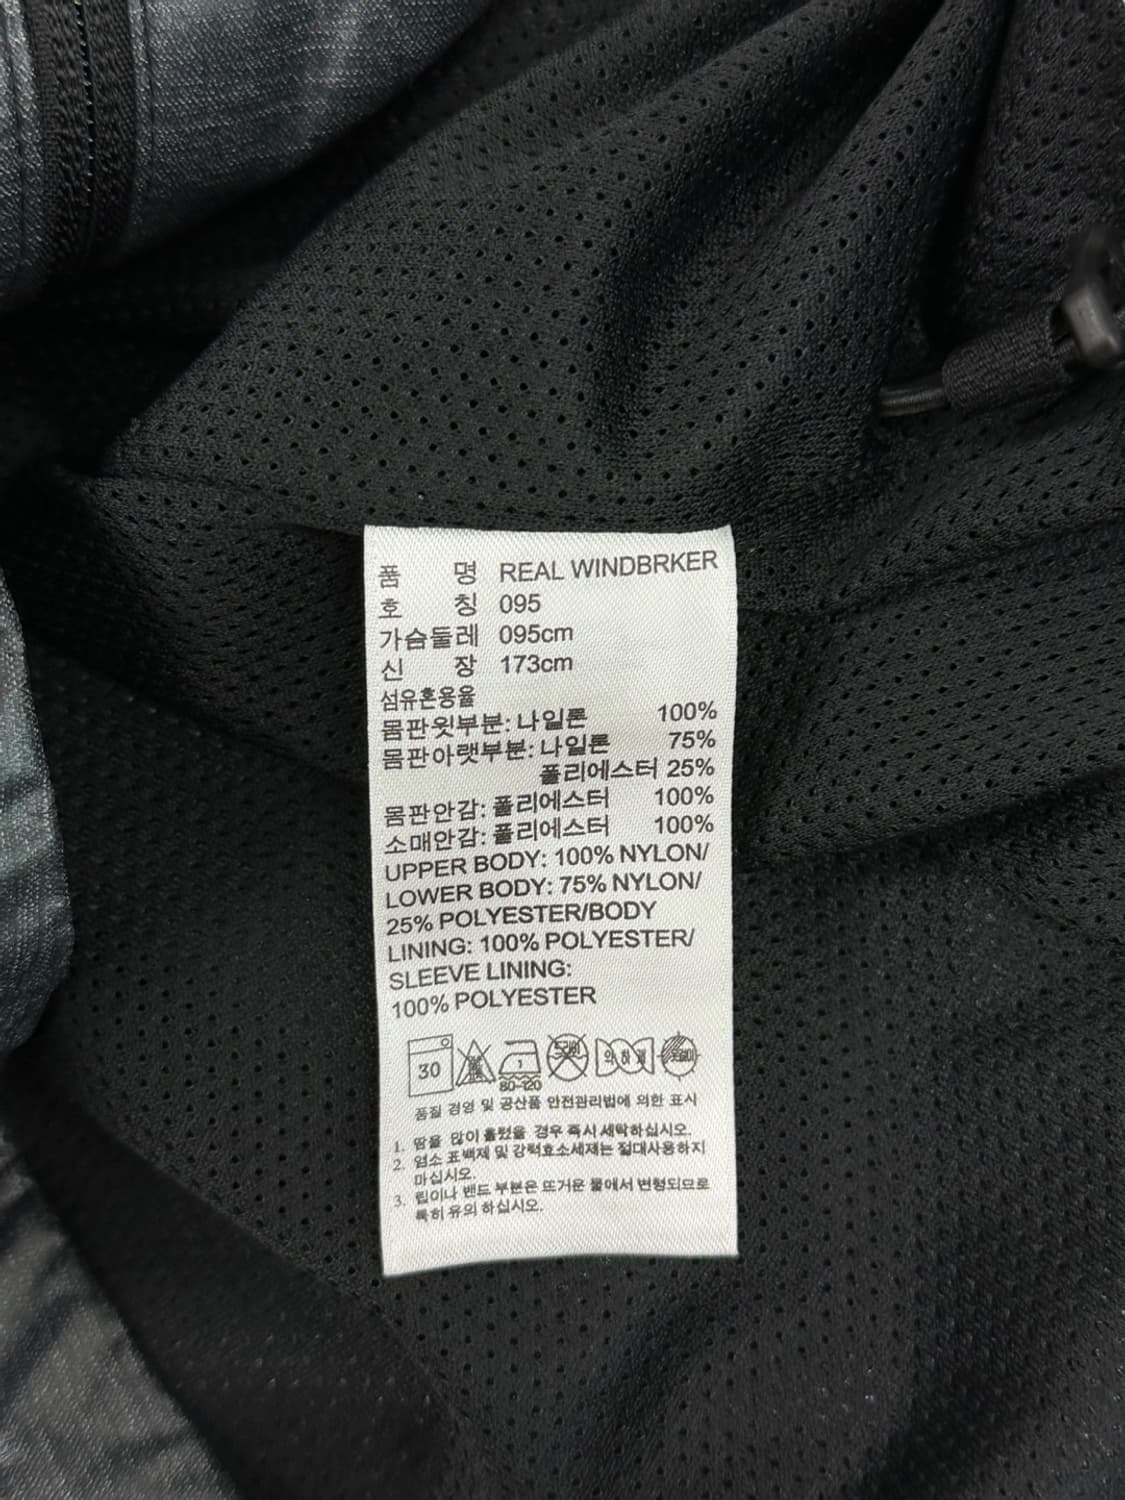 품 명 REAL WINDBRKER
호 칭 095
가슴둘레 095cm
신 장 173cm
섬유혼용율
몸판윗부분: 나일론 100%
몸판아랫부분: 나일론 75%
폴리에스터 25%
몸판안감: 폴리에스터 100%
소매안감: 폴리에스터 100%
UPPER BODY: 100% NYLON/
LOWER BODY: 75% NYLON/
25% POLYESTER/BODY
LINING: 100% POLYESTER/
SLEEVE LINING:
100% POLYESTER
30 1 약하게
80~120
품질 경영 및 공산품 안전관리법에 의한 표시
1. 땀을 많이 흘렸을 경우 즉시 세탁하십시오.
2. 염소 표백제 및 강력효소세제는 절대사용하지
마십시오.
3. 립이나 밴드 부분은 뜨거운 물에서 변형되므로
특히 유의 하십시오.